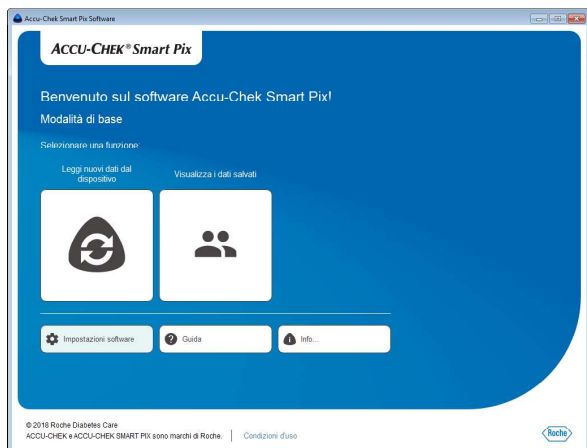 Accu-Chek Smart Pix Software
ACCU-CHEK® Smart Pix
Benvenuto sul software Accu-Chek Smart Pix!
Modalità di base
Selezionare una funzione:
Leggi nuovi dati dal
dispositivo
Visualizza i dati salvati
Impostazioni software
Guida
Info...
© 2018 Roche Diabetes Care
ACCU-CHEK e ACCU-CHEK SMART PIX sono marchi di Roche.
Condizioni d'uso
Roche